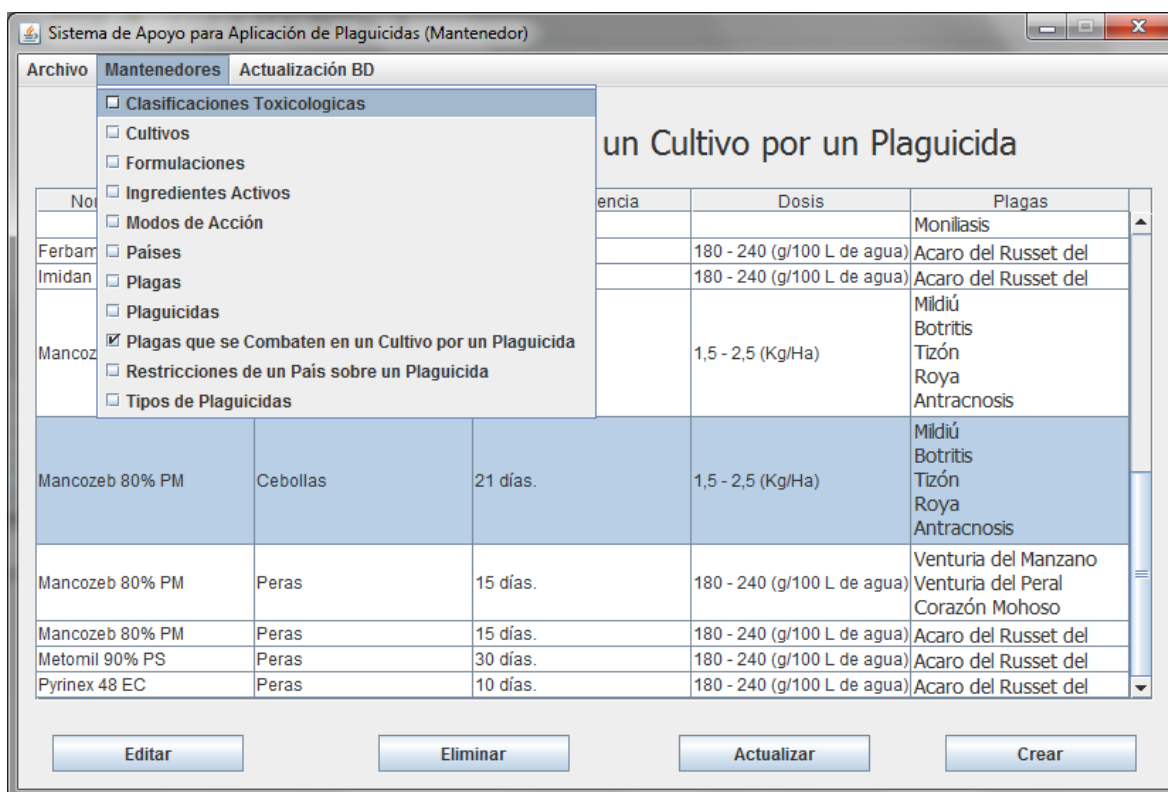 Sistema de Apoyo para Aplicación de Plaguicidas (Mantenedor)
Archivo Mantenedores Actualización BD
Clasificaciones Toxicologicas
Cultivos
Formulaciones
Ingredientes Activos
Modos de Acción
Países
Plagas
Plaguicidas
Plagas que se Combaten en un Cultivo por un Plaguicida
Restricciones de un País sobre un Plaguicida
Tipos de Plaguicidas
un Cultivo por un Plaguicida
encia Dosis Plagas
Moniliasis
Ferbam 180 - 240 (g/100 L de agua) Acaro del Russet del
Imidan 180 - 240 (g/100 L de agua) Acaro del Russet del
Mancoz 1,5 - 2,5 (Kg/Ha)
Mildiú
Botritis
Tizón
Roya
Antracnosis
Mancozeb 80% PM Cebollas 21 días. 1,5 - 2,5 (Kg/Ha)
Mildiú
Botritis
Tizón
Roya
Antracnosis
Mancozeb 80% PM Peras 15 días. 180 - 240 (g/100 L de agua)
Venturia del Manzano
Venturia del Peral
Corazón Mohoso
Mancozeb 80% PM Peras 15 días. 180 - 240 (g/100 L de agua) Acaro del Russet del
Metomil 90% PS Peras 30 días. 180 - 240 (g/100 L de agua) Acaro del Russet del
Pyrinex 48 EC Peras 10 días. 180 - 240 (g/100 L de agua) Acaro del Russet del
Editar Eliminar Actualizar Crear